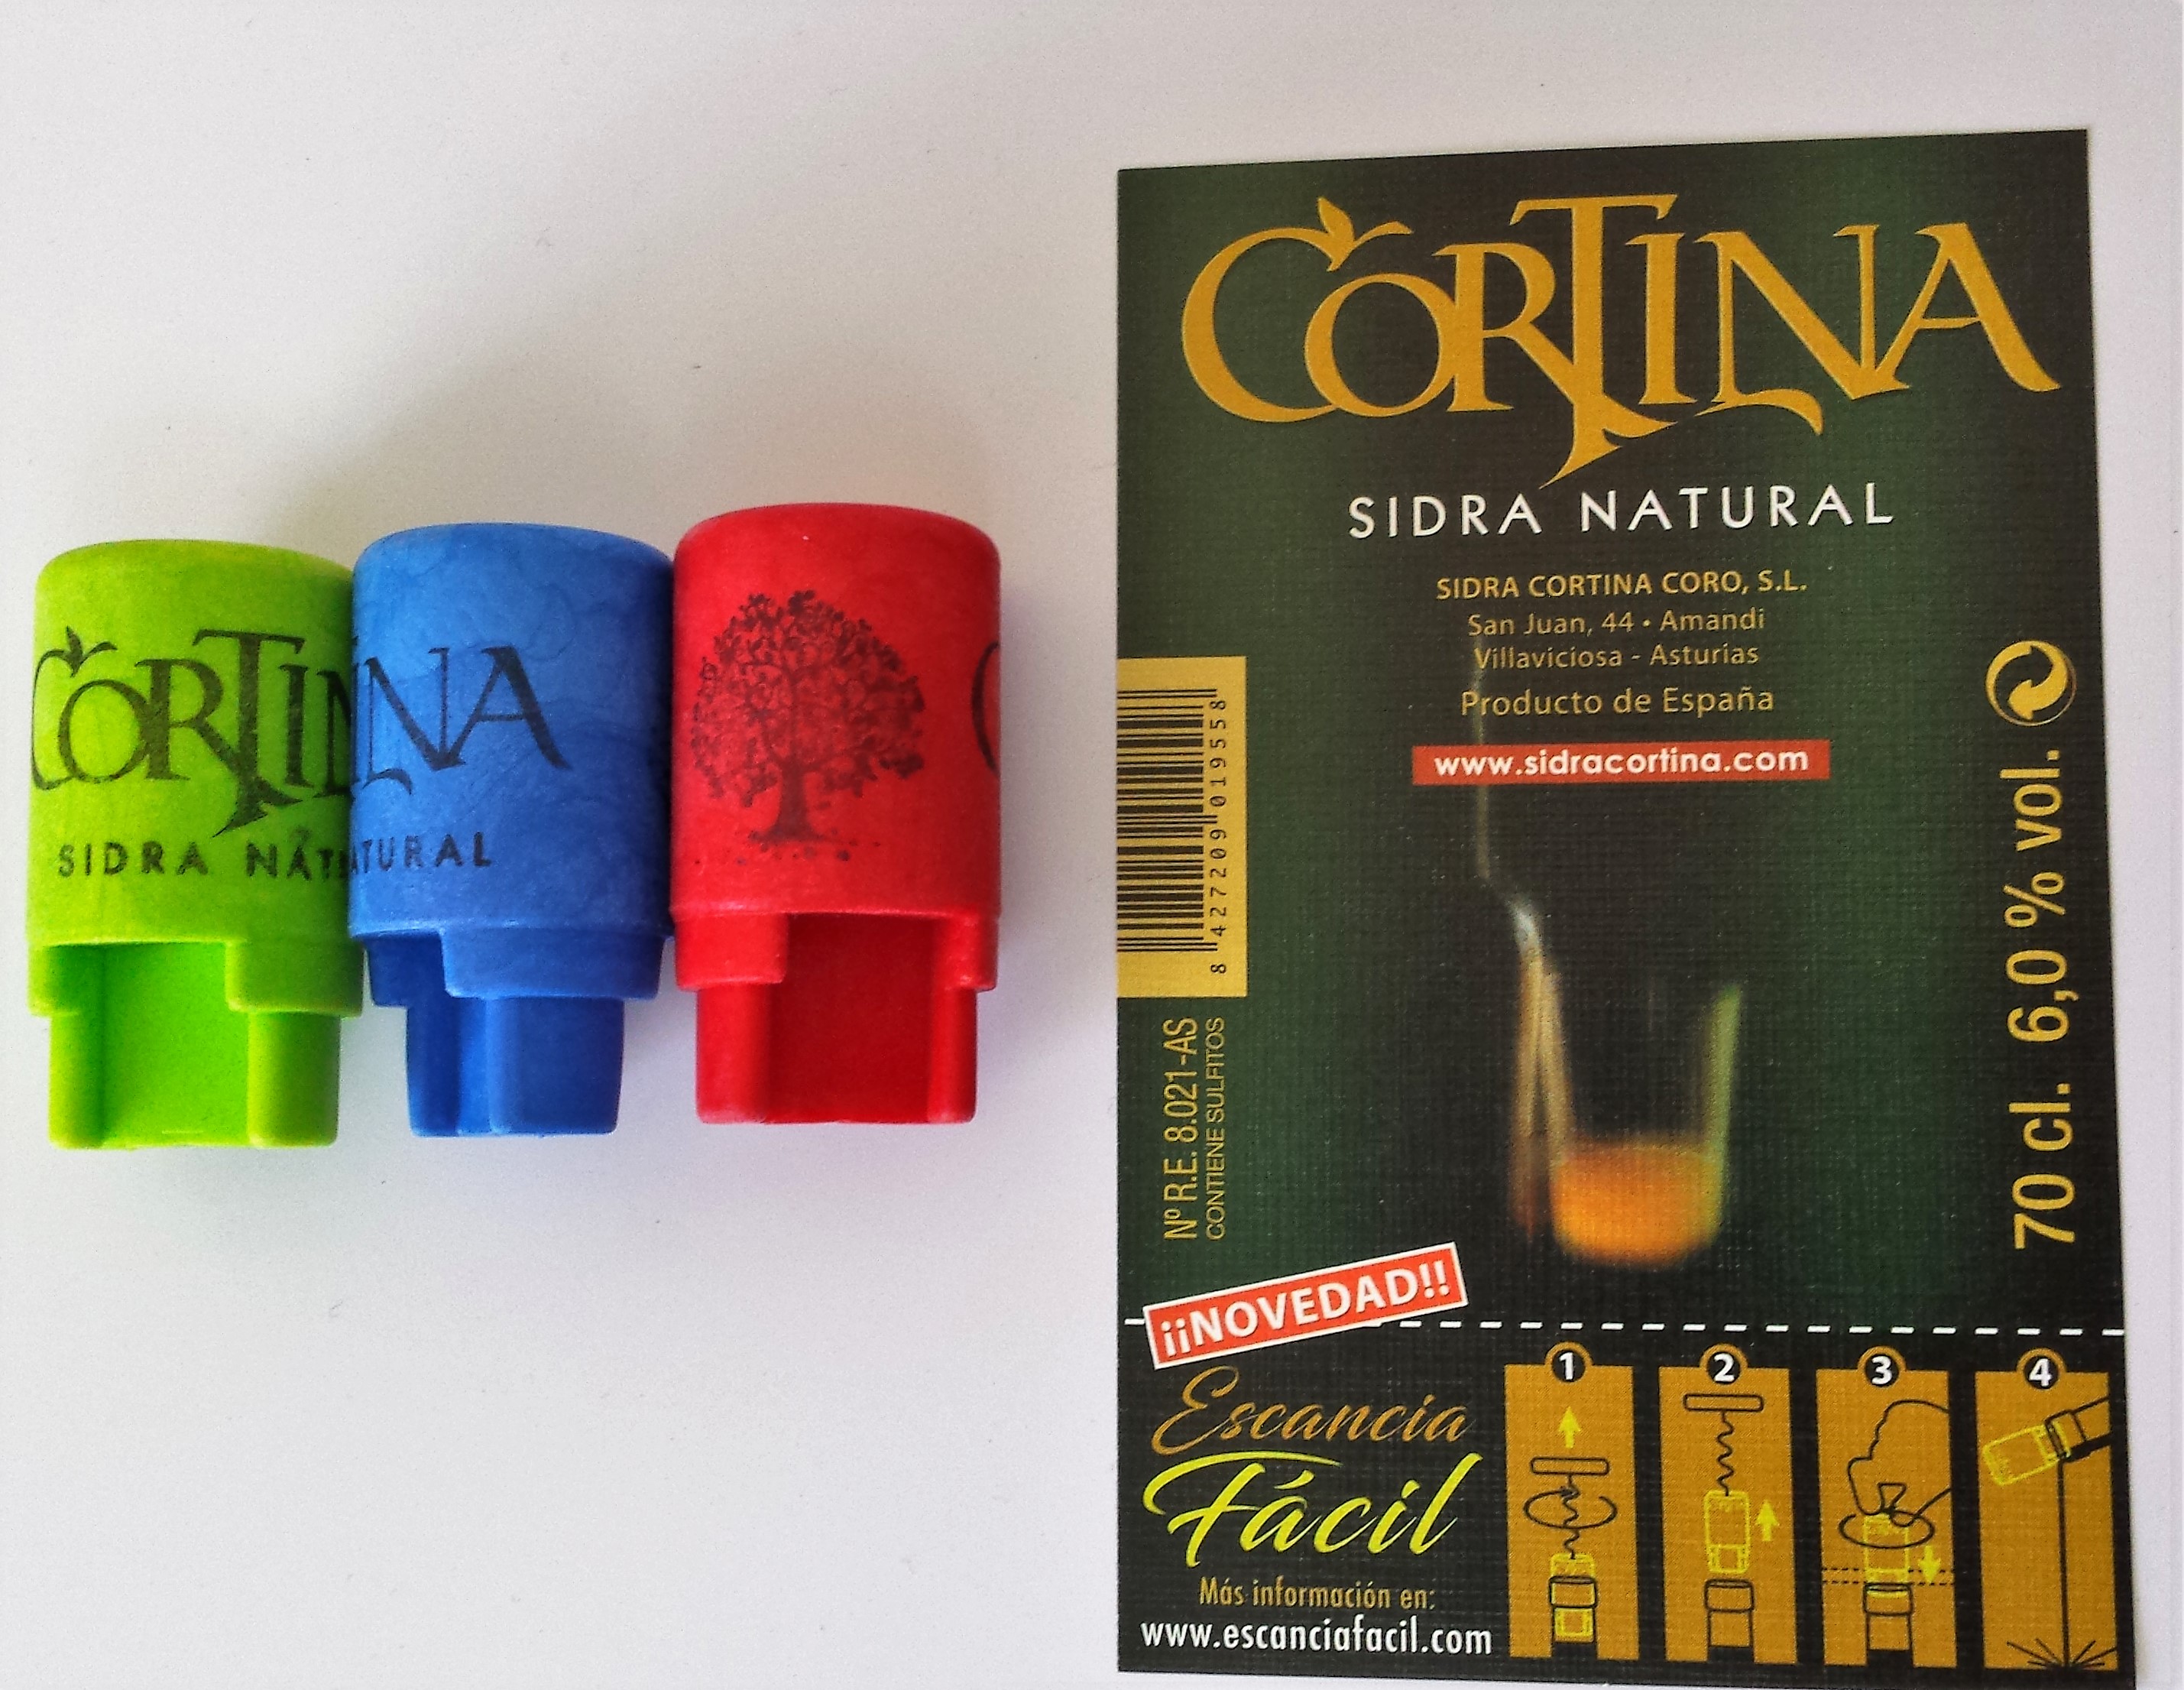 CORTINA
SIDRA NAT
INA
ATURAL
C
CORTINA
SIDRA NATURAL
SIDRA CORTINA CORO, S.L.
San Juan, 44 • Amandi
Villaviciosa - Asturias
Producto de España
www.sidracortina.com
8 427209 019558
Nº R.E. 8.021-AS
CONTIENE SULFITOS
70 cl. 6,0 % vol.
¡¡NOVEDAD!!
Escancia
Fácil
Más información en:
www.escanciafacil.com
1
2
3
4